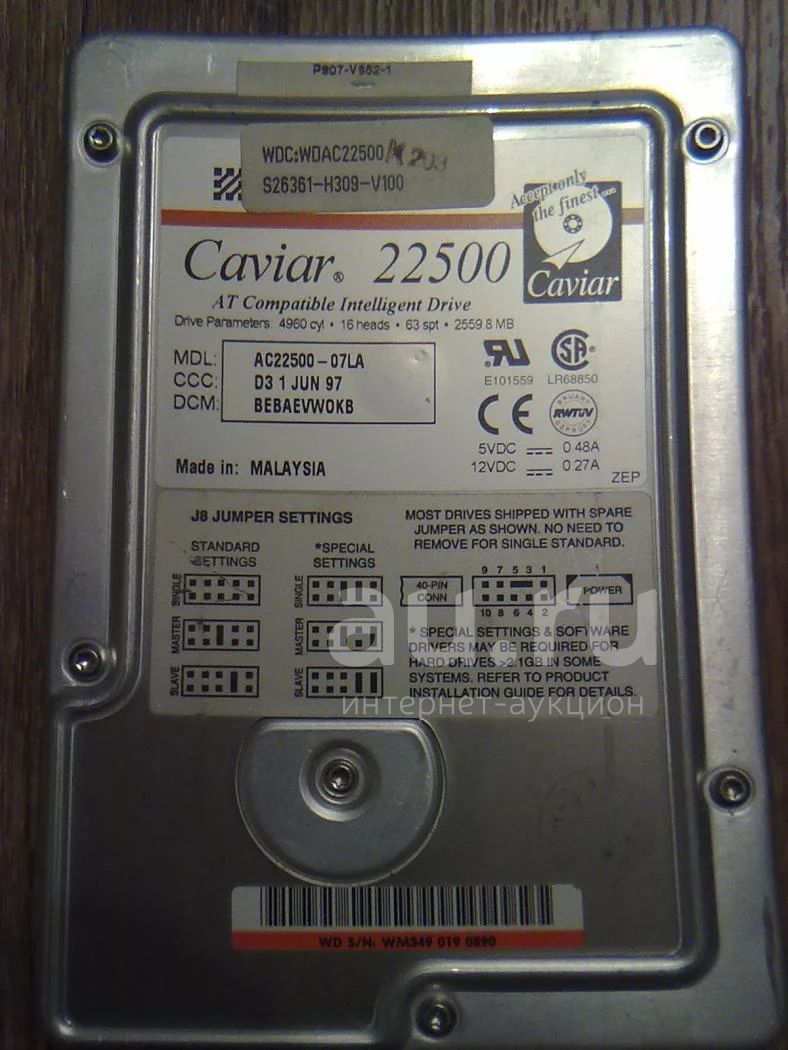 P907-V662-1
WDC:WDAC22500
S26361-H309-V100
Accept only
the finest...
Caviar
Caviar® 22500
AT Compatible Intelligent Drive
Drive Parameters: 4960 cyl • 16 heads • 63 spt • 2559.8 MB
MDL: AC22500-07LA
CCC: D3 1 JUN 97
DCM: BEBAEVWOKB
E101559 LR68850
CE
BAUART
RWTÜV
GEPRÜFT
5VDC 0.48A
12VDC 0.27A
Made in: MALAYSIA
ZEP
J8 JUMPER SETTINGS
STANDARD
SETTINGS
*SPECIAL
SETTINGS
SINGLE
SINGLE
MASTER
MASTER
SLAVE
SLAVE
MOST DRIVES SHIPPED WITH SPARE
JUMPER AS SHOWN. NO NEED TO
REMOVE FOR SINGLE STANDARD.
9 7 5 3 1
40-PIN
CONN
POWER
10 8 6 4 2
* SPECIAL SETTINGS & SOFTWARE
DRIVERS MAY BE REQUIRED FOR
HARD DRIVES >2.1GB IN SOME
SYSTEMS. REFER TO PRODUCT
INSTALLATION GUIDE FOR DETAILS.
au.ru
интернет-аукцион
WD S/N: WM349 019 0890